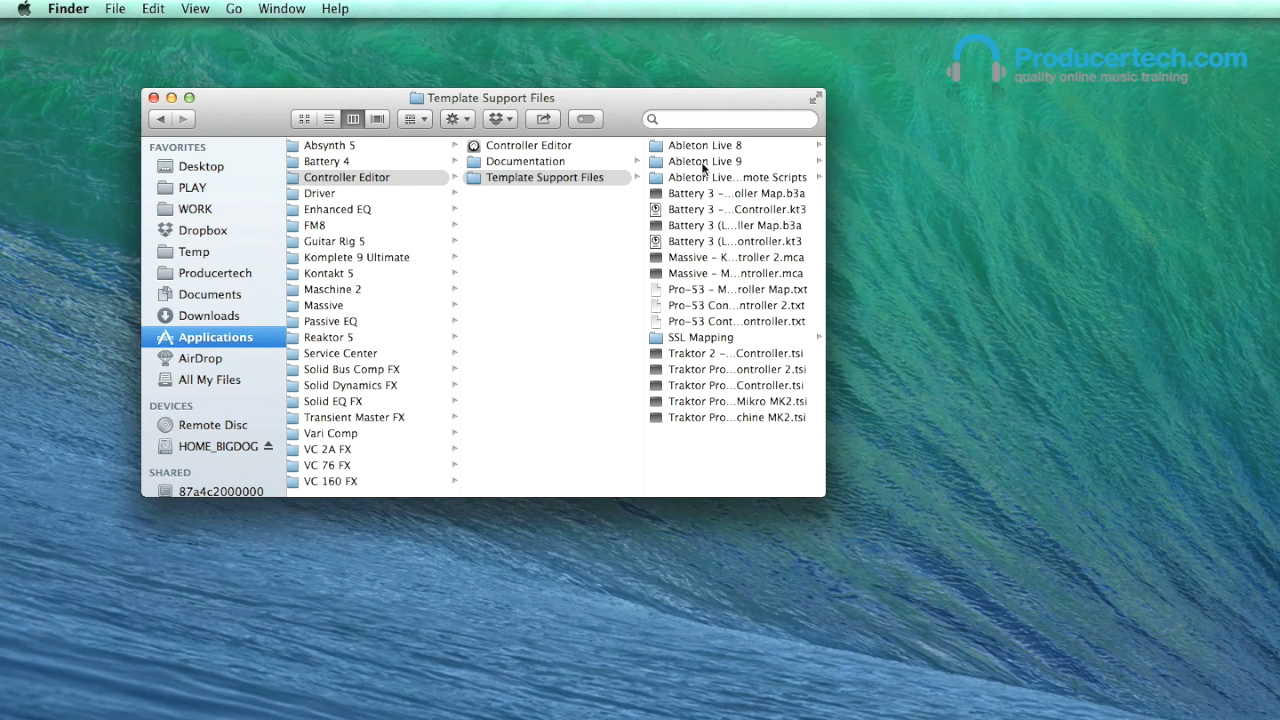 Finder File Edit View Go Window Help
Producertech.com
quality online music training
Template Support Files
FAVORITES
Desktop
PLAY
WORK
Dropbox
Temp
Producertech
Documents
Downloads
Applications
AirDrop
All My Files
DEVICES
Remote Disc
HOME_BIGDOG
SHARED
87a4c2000000
Absynth 5
Battery 4
Controller Editor
Driver
Enhanced EQ
FM8
Guitar Rig 5
Komplete 9 Ultimate
Kontakt 5
Maschine 2
Massive
Passive EQ
Reaktor 5
Service Center
Solid Bus Comp FX
Solid Dynamics FX
Solid EQ FX
Transient Master FX
Vari Comp
VC 2A FX
VC 76 FX
VC 160 FX
Controller Editor
Documentation
Template Support Files
Ableton Live 8
Ableton Live 9
Ableton Live...mote Scripts
Battery 3 -...oller Map.b3a
Battery 3 -...Controller.kt3
Battery 3 (L...ller Map.b3a
Battery 3 (L...ontroller.kt3
Massive - K...troller 2.mca
Massive - M...ntroller.mca
Pro-53 - M...roller Map.txt
Pro-53 Con...ntroller 2.txt
Pro-53 Cont...ontroller.txt
SSL Mapping
Traktor 2 -...Controller.tsi
Traktor Pro...ontroller 2.tsi
Traktor Pro...Controller.tsi
Traktor Pro...Mikro MK2.tsi
Traktor Pro...chine MK2.tsi